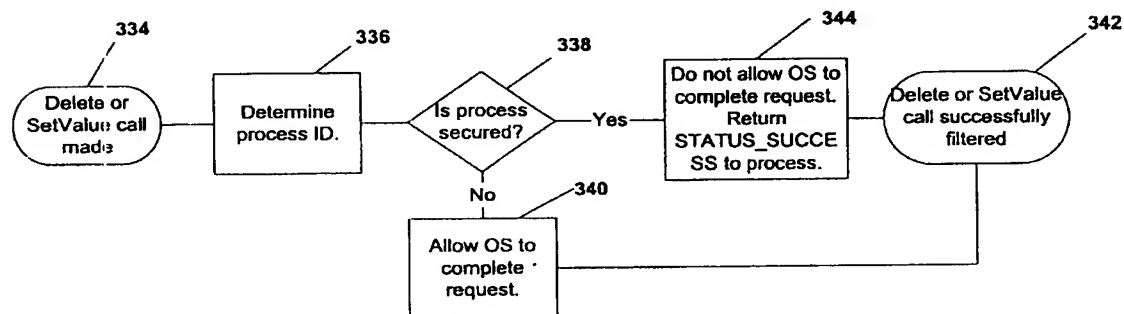 334
Delete or
SetValue call
made
336
Determine
process ID.
338
Is process
secured?
Yes
No
340
Allow OS to
complete
request.
344
Do not allow OS to
complete request.
Return
STATUS_SUCCE
SS to process.
342
Delete or SetValue
call successfully
filtered